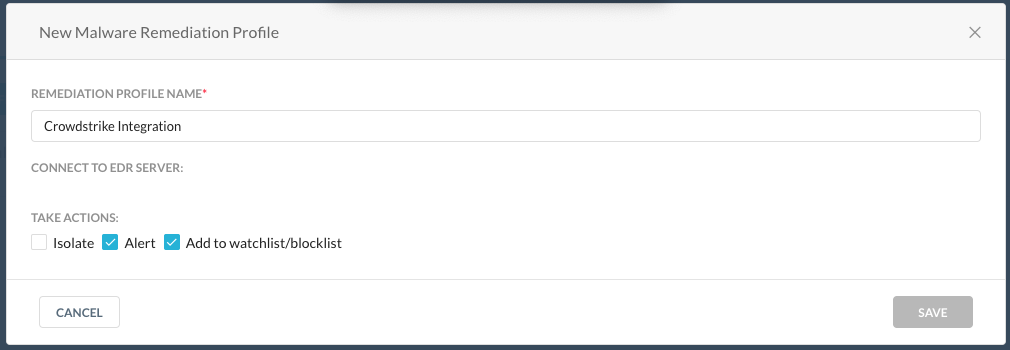 New Malware Remediation Profile
REMEDIATION PROFILE NAME*
Crowdstrike Integration
CONNECT TO EDR SERVER:
TAKE ACTIONS:
Isolate Alert Add to watchlist/blocklist
CANCEL SAVE